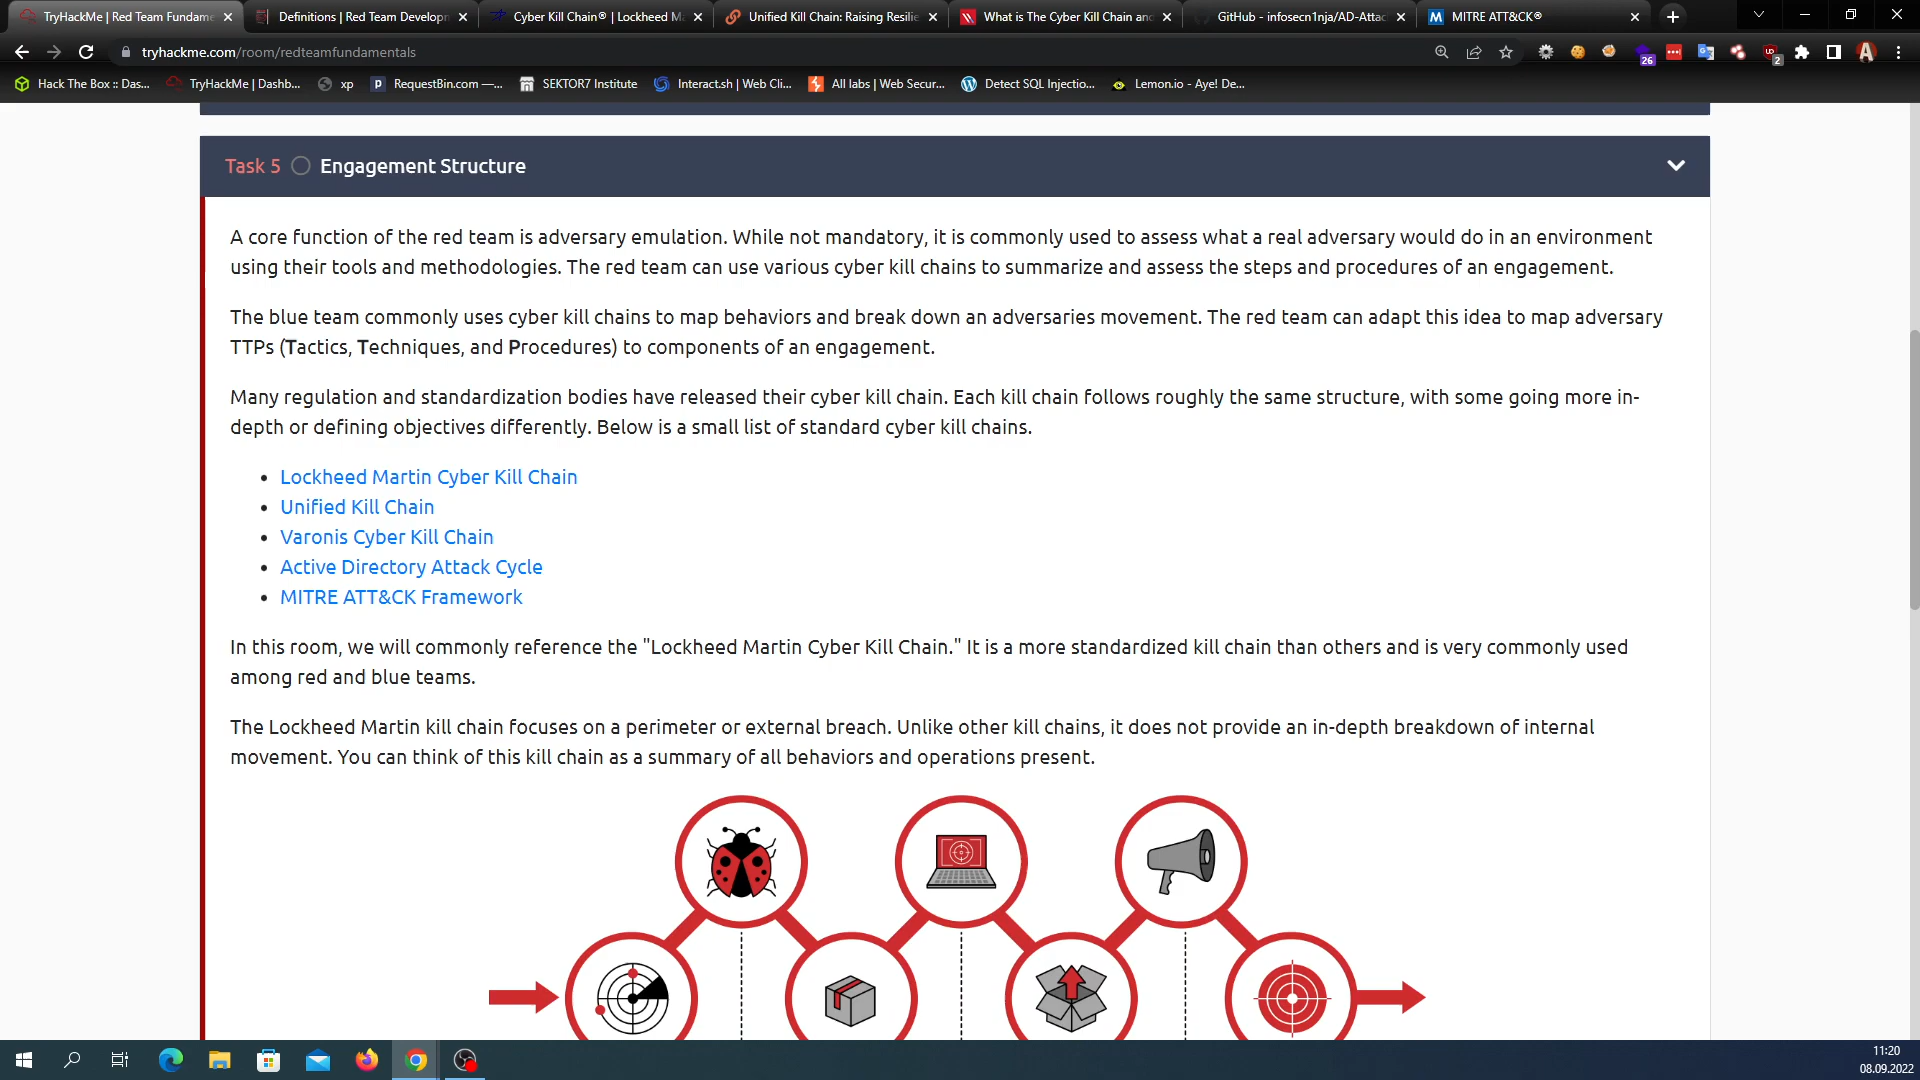 TryHackMe | Red Team Fundame
Definitions | Red Team Developm
Cyber Kill Chain® | Lockheed Ma
Unified Kill Chain: Raising Resilie
What is The Cyber Kill Chain and
GitHub - infosecn1nja/AD-Attac
MITRE ATT&CK®
tryhackme.com/room/redteamfundamentals
26
2
Hack The Box :: Das...
TryHackMe | Dashb...
xp
RequestBin.com —...
SEKTOR7 Institute
Interact.sh | Web Cli...
All labs | Web Secur...
Detect SQL Injectio...
Lemon.io - Aye! De...
Task 5 Engagement Structure
A core function of the red team is adversary emulation. While not mandatory, it is commonly used to assess what a real adversary would do in an environment
using their tools and methodologies. The red team can use various cyber kill chains to summarize and assess the steps and procedures of an engagement.
The blue team commonly uses cyber kill chains to map behaviors and break down an adversaries movement. The red team can adapt this idea to map adversary
TTPs (Tactics, Techniques, and Procedures) to components of an engagement.
Many regulation and standardization bodies have released their cyber kill chain. Each kill chain follows roughly the same structure, with some going more in-
depth or defining objectives differently. Below is a small list of standard cyber kill chains.
Lockheed Martin Cyber Kill Chain
Unified Kill Chain
Varonis Cyber Kill Chain
Active Directory Attack Cycle
MITRE ATT&CK Framework
In this room, we will commonly reference the "Lockheed Martin Cyber Kill Chain." It is a more standardized kill chain than others and is very commonly used
among red and blue teams.
The Lockheed Martin kill chain focuses on a perimeter or external breach. Unlike other kill chains, it does not provide an in-depth breakdown of internal
movement. You can think of this kill chain as a summary of all behaviors and operations present.
11:20
08.09.2022